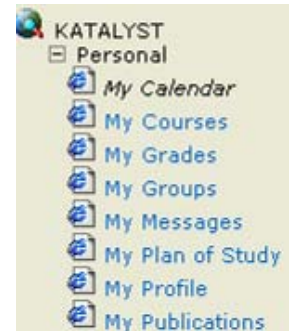 KATALYST
Personal
My Calendar
My Courses
My Grades
My Groups
My Messages
My Plan of Study
My Profile
My Publications